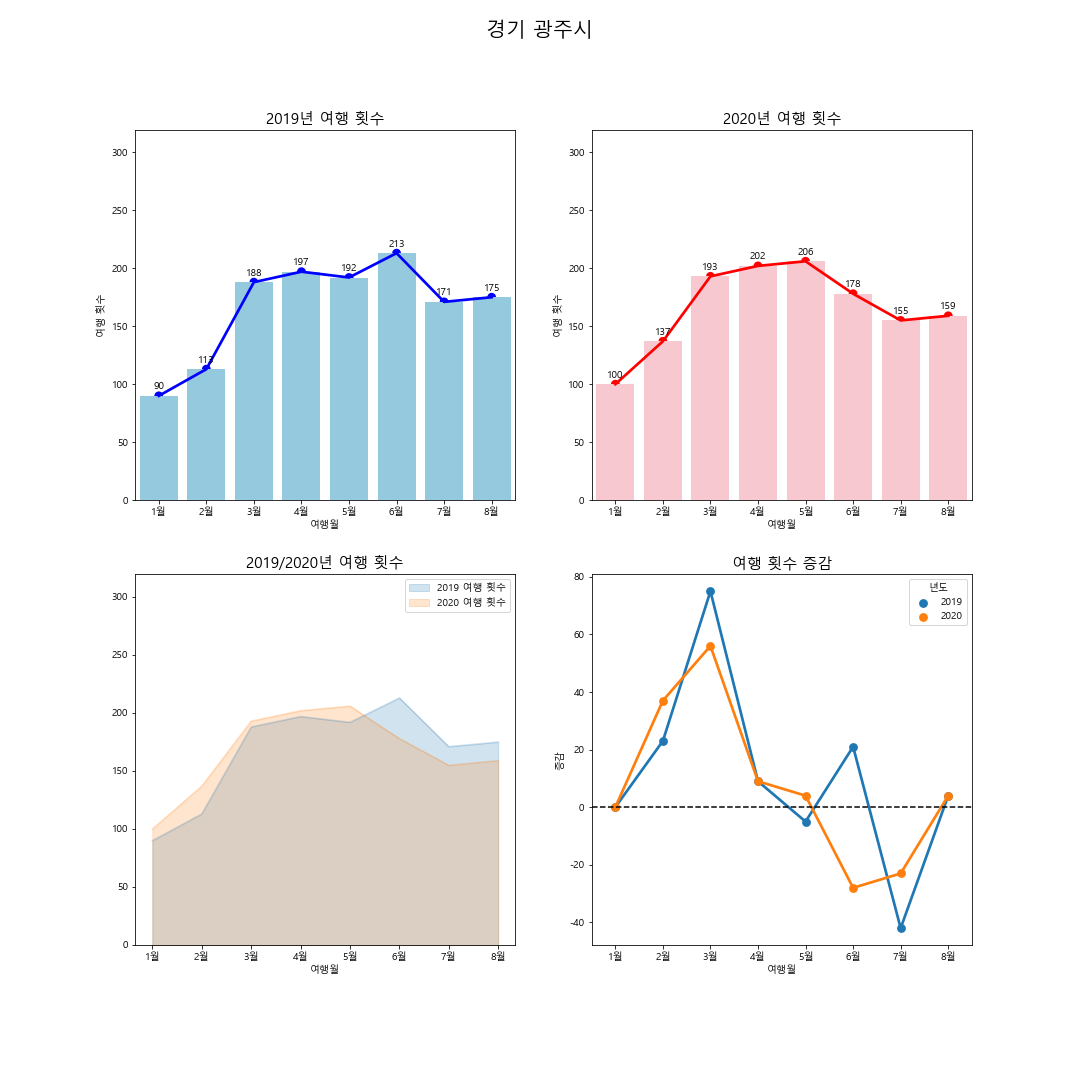 경기 광주시
2019년 여행 횟수
300
250
200
150
100
50
0
여행 횟수
90
113
188
197
192
213
171
175
1월
2월
3월
4월
5월
6월
7월
8월
여행월
2020년 여행 횟수
300
250
200
150
100
50
0
여행 횟수
100
137
193
202
206
178
155
159
1월
2월
3월
4월
5월
6월
7월
8월
여행월
2019/2020년 여행 횟수
2019 여행 횟수
2020 여행 횟수
300
250
200
150
100
50
0
1월
2월
3월
4월
5월
6월
7월
8월
여행월
여행 횟수 증감
년도
2019
2020
80
60
40
20
0
-20
-40
증감
1월
2월
3월
4월
5월
6월
7월
8월
여행월